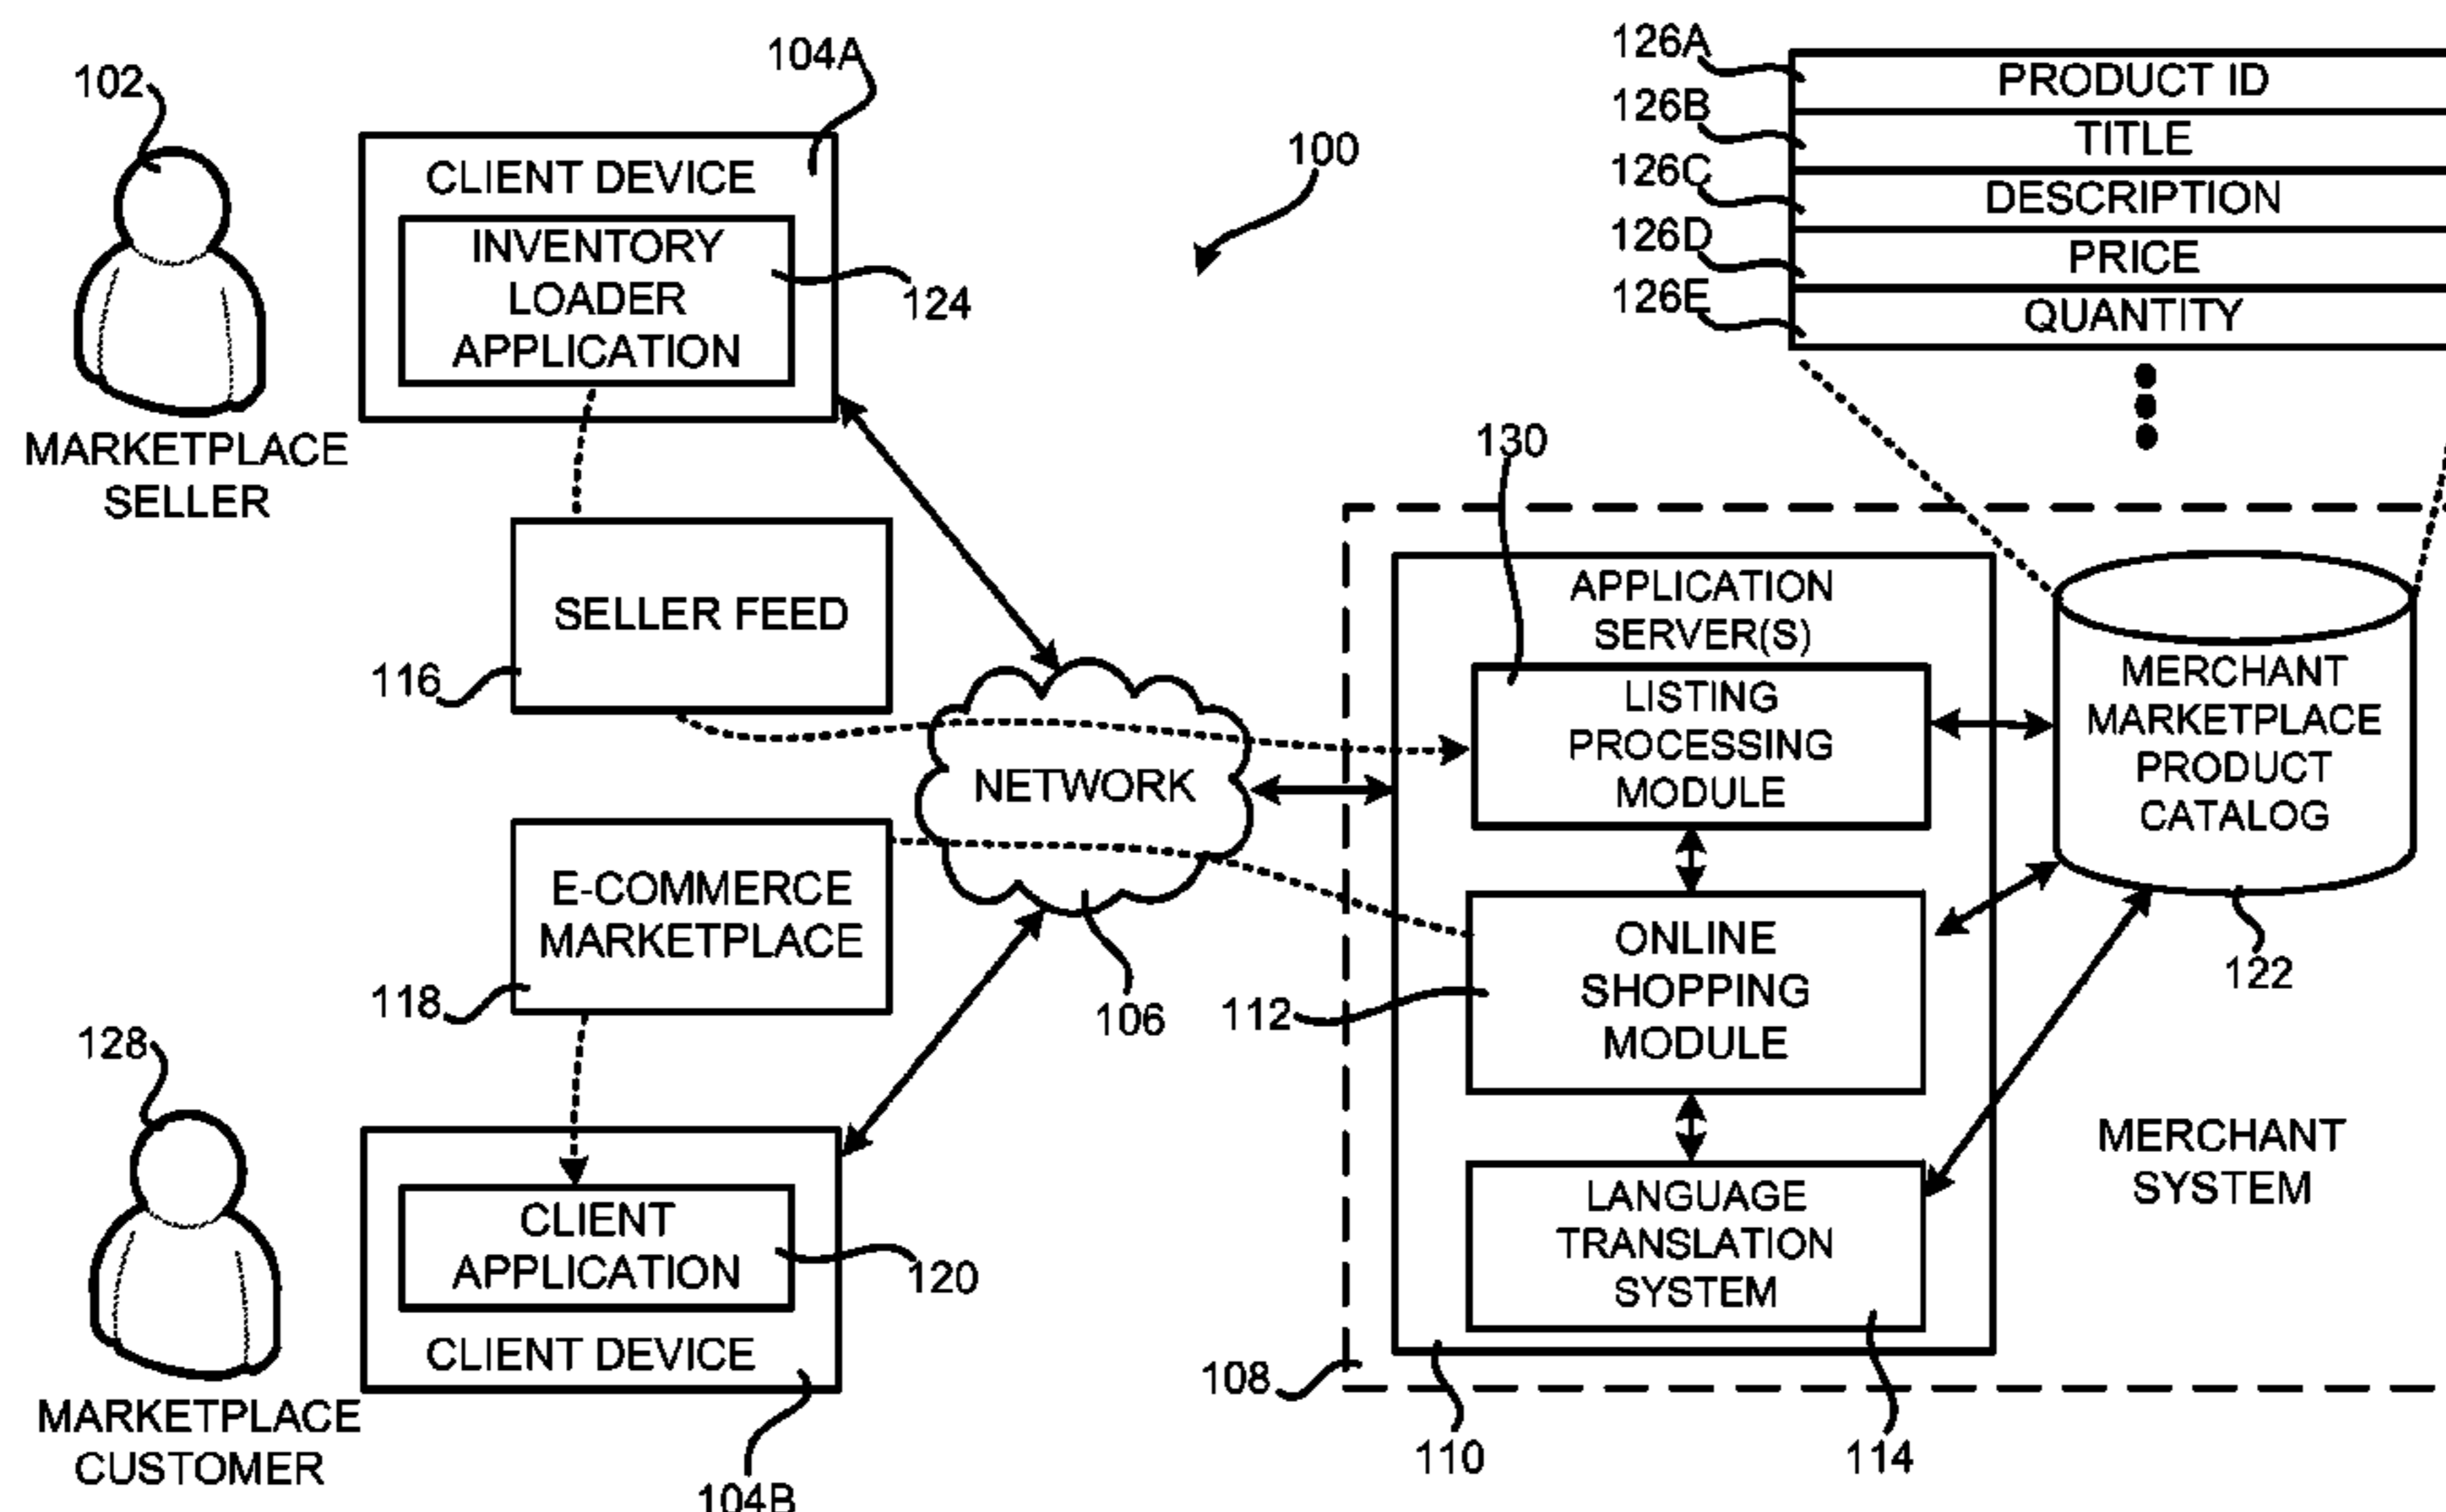 104A
102
CLIENT DEVICE
INVENTORY
LOADER
APPLICATION
124
MARKETPLACE
SELLER
100
126A
PRODUCT ID
126B
TITLE
126C
DESCRIPTION
126D
PRICE
126E
QUANTITY
130
SELLER FEED
116
NETWORK
106
E-COMMERCE
MARKETPLACE
118
APPLICATION
SERVER(S)
LISTING
PROCESSING
MODULE
ONLINE
SHOPPING
MODULE
112
LANGUAGE
TRANSLATION
SYSTEM
MERCHANT
MARKETPLACE
PRODUCT
CATALOG
122
MERCHANT
SYSTEM
128
CLIENT
APPLICATION
120
CLIENT DEVICE
MARKETPLACE
CUSTOMER
104B
108
110
114